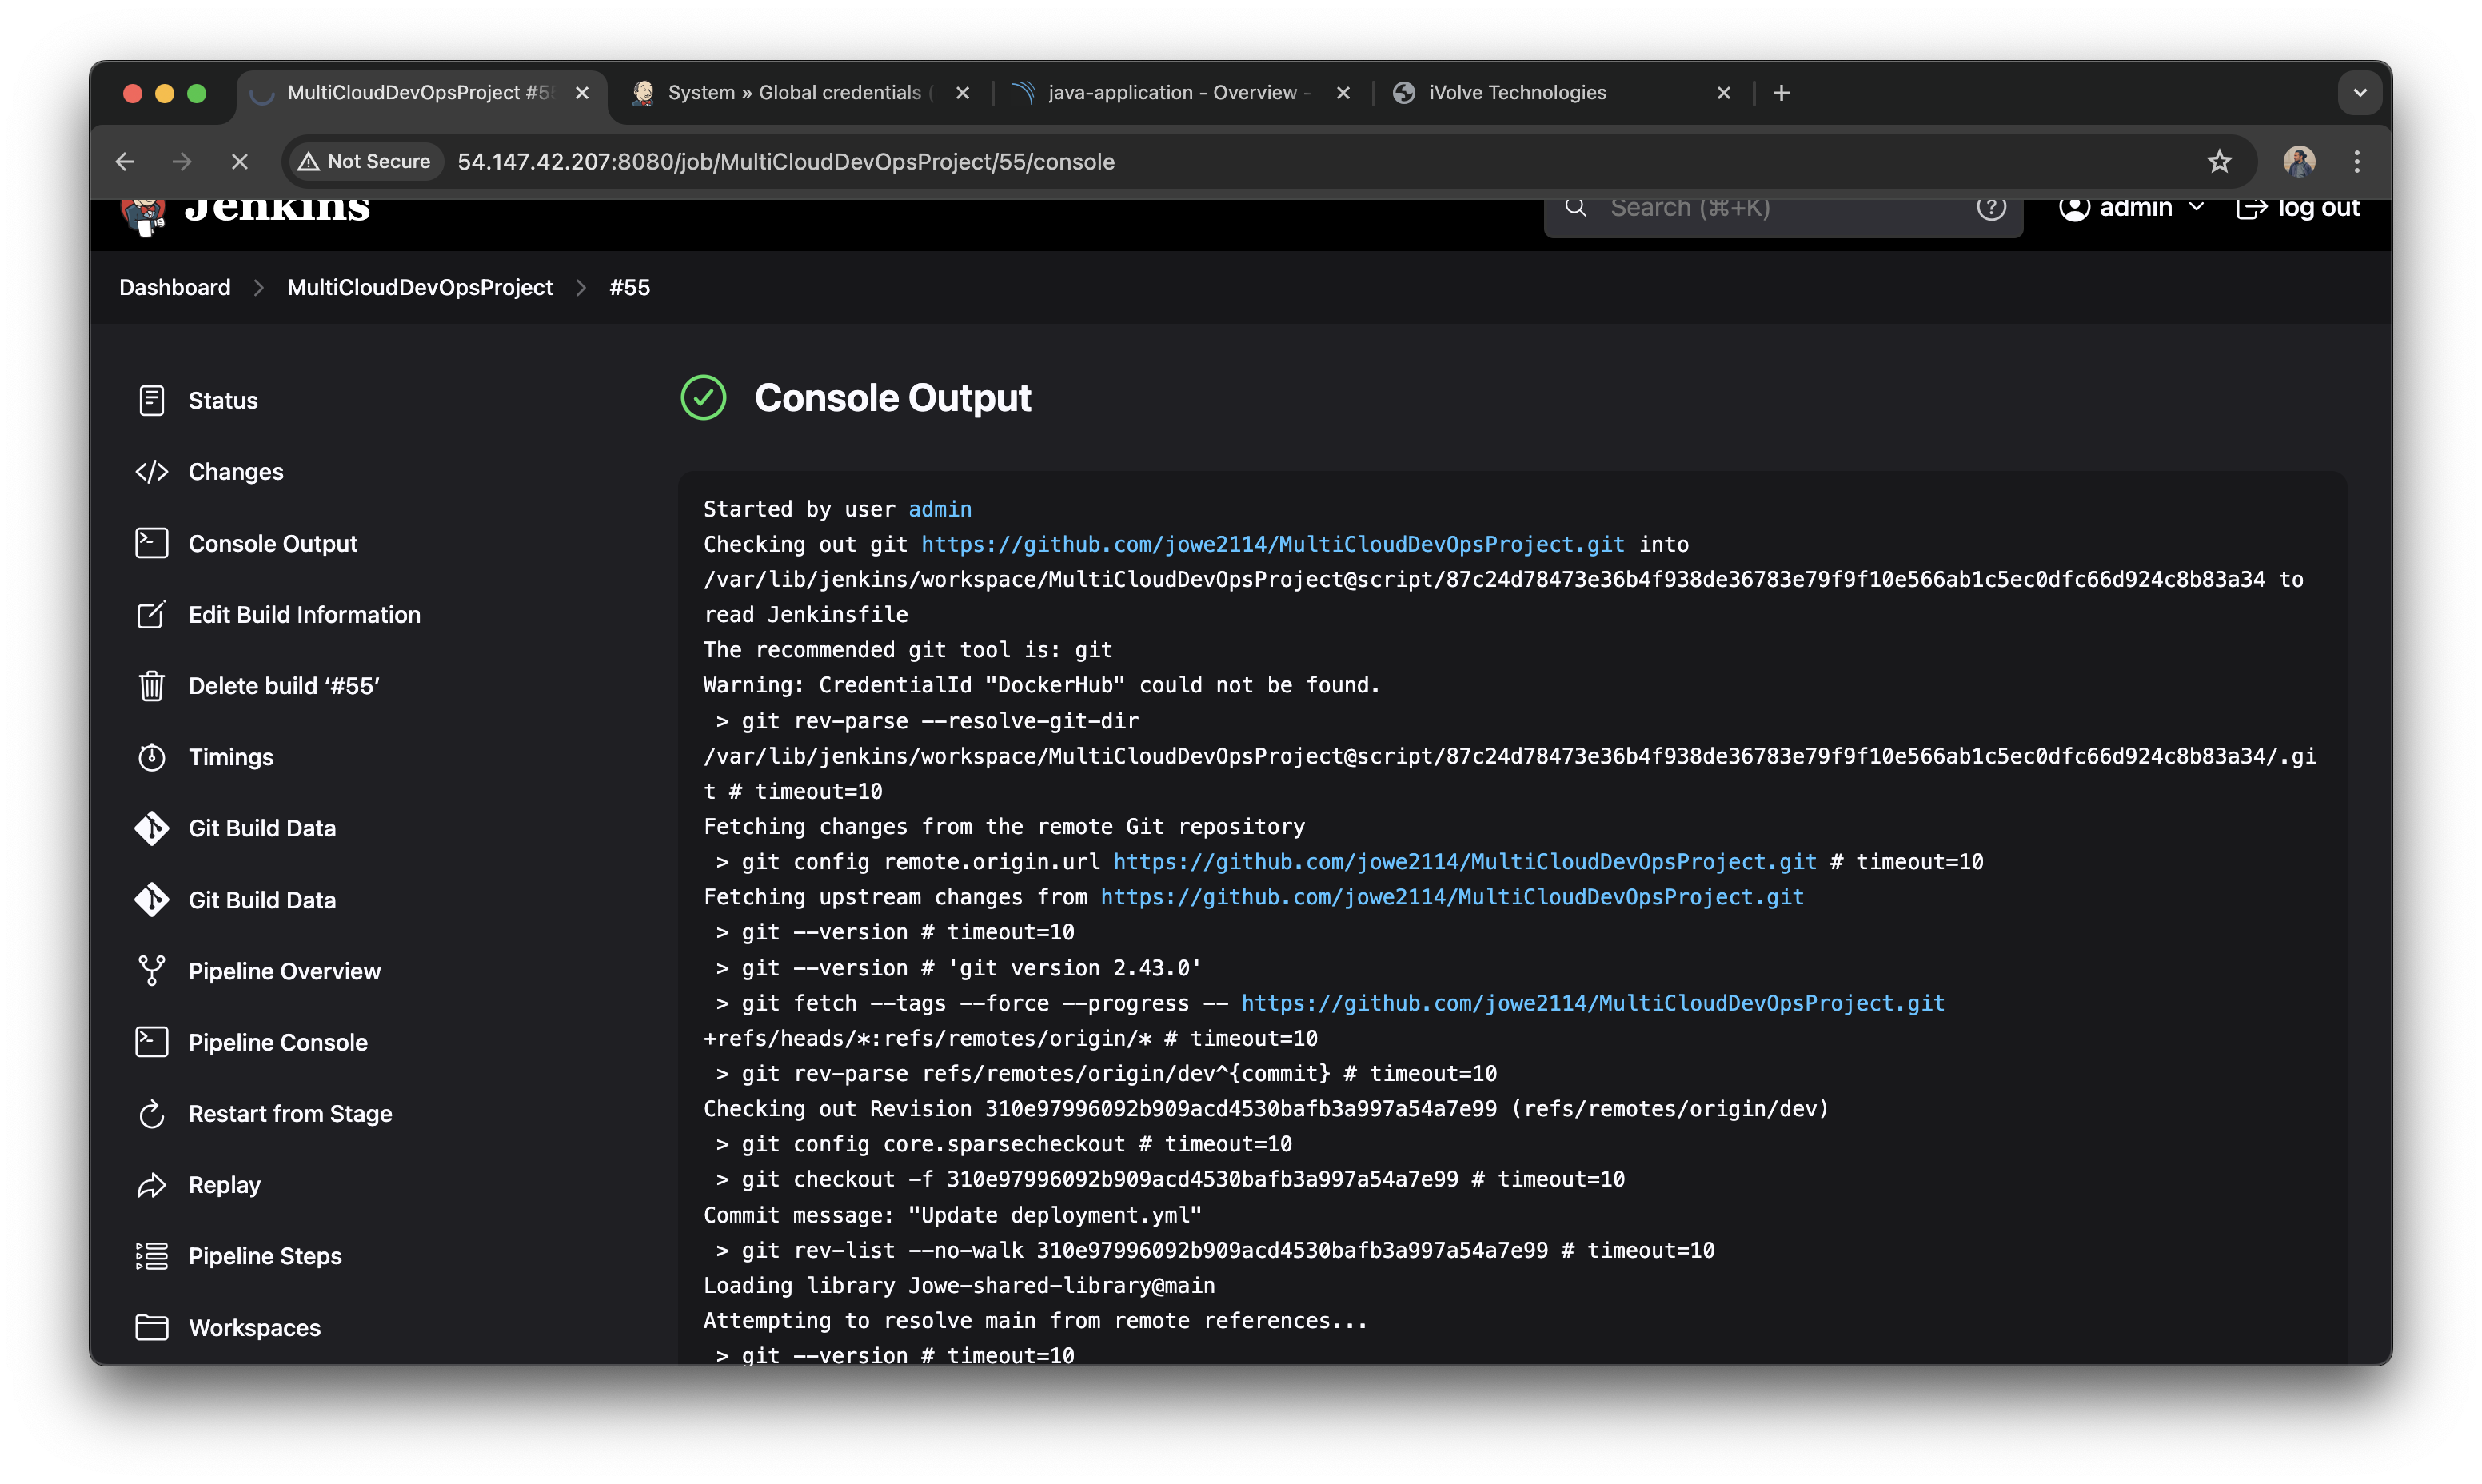 MultiCloudDevOpsProject #55
System » Global credentials (
java-application - Overview -
iVolve Technologies
Not Secure
54.147.42.207:8080/job/MultiCloudDevOpsProject/55/console
Jenkins
Search (⌘+K)
admin
log out
Dashboard
MultiCloudDevOpsProject
#55
Status
Changes
Console Output
Edit Build Information
Delete build ‘#55’
Timings
Git Build Data
Git Build Data
Pipeline Overview
Pipeline Console
Restart from Stage
Replay
Pipeline Steps
Workspaces
Console Output
Started by user admin
Checking out git https://github.com/jowe2114/MultiCloudDevOpsProject.git into
/var/lib/jenkins/workspace/MultiCloudDevOpsProject@script/87c24d78473e36b4f938de36783e79f9f10e566ab1c5ec0dfc66d924c8b83a34 to
read Jenkinsfile
The recommended git tool is: git
Warning: CredentialId "DockerHub" could not be found.
> git rev-parse --resolve-git-dir
/var/lib/jenkins/workspace/MultiCloudDevOpsProject@script/87c24d78473e36b4f938de36783e79f9f10e566ab1c5ec0dfc66d924c8b83a34/.gi
t # timeout=10
Fetching changes from the remote Git repository
> git config remote.origin.url https://github.com/jowe2114/MultiCloudDevOpsProject.git # timeout=10
Fetching upstream changes from https://github.com/jowe2114/MultiCloudDevOpsProject.git
> git --version # timeout=10
> git --version # 'git version 2.43.0'
> git fetch --tags --force --progress -- https://github.com/jowe2114/MultiCloudDevOpsProject.git
+refs/heads/*:refs/remotes/origin/* # timeout=10
> git rev-parse refs/remotes/origin/dev^{commit} # timeout=10
Checking out Revision 310e97996092b909acd4530bafb3a997a54a7e99 (refs/remotes/origin/dev)
> git config core.sparsecheckout # timeout=10
> git checkout -f 310e97996092b909acd4530bafb3a997a54a7e99 # timeout=10
Commit message: "Update deployment.yml"
> git rev-list --no-walk 310e97996092b909acd4530bafb3a997a54a7e99 # timeout=10
Loading library Jowe-shared-library@main
Attempting to resolve main from remote references...
> git --version # timeout=10